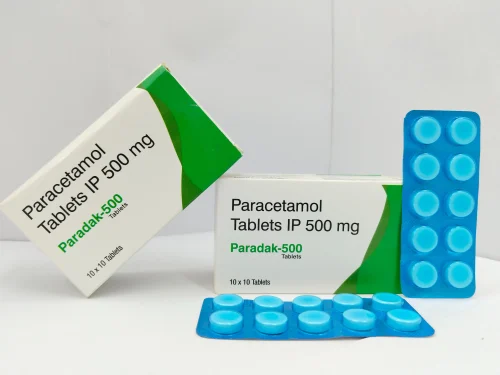 Paracetamol
Tablets IP 500 mg
Paradak-500
Tablets
10 x 10 Tablets
Paracetamol
Tablets IP 500 mg
Paradak-500
Tablets
10 x 10 Tablets